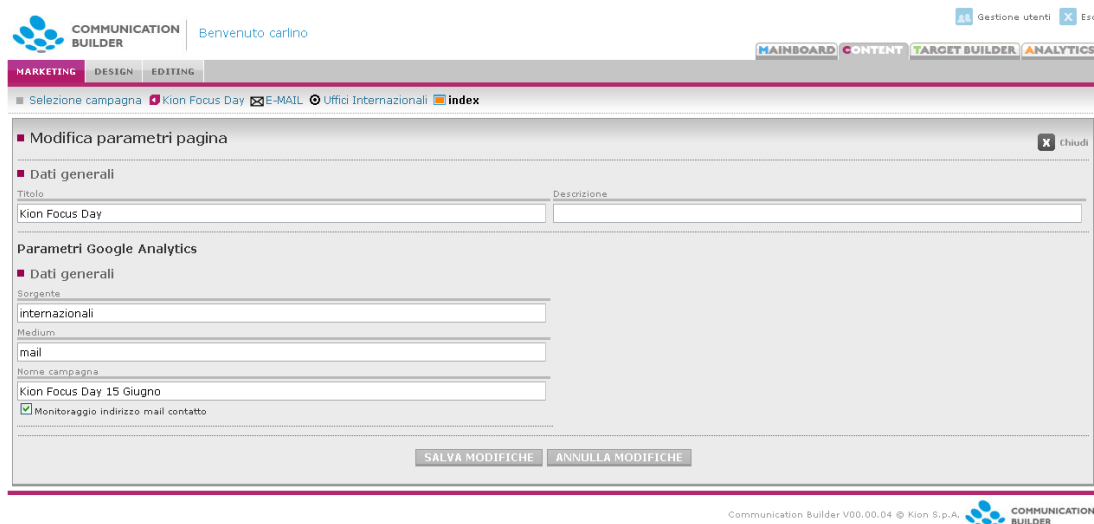 COMMUNICATION
BUILDER
Benvenuto carlino
Gestione utenti
MAINBOARD CONTENT TARGET BUILDER ANALYTICS
MARKETING DESIGN EDITING
Selezione campagna Kion Focus Day E-MAIL Uffici Internazionali index
Modifica parametri pagina
X Chiudi
Dati generali
Titolo Descrizione
Kion Focus Day
Parametri Google Analytics
Dati generali
Sorgente
internazionali
Medium
mail
Nome campagna
Kion Focus Day 15 Giugno
Monitoraggio indirizzo mail contatto
SALVA MODIFICHE ANNULLA MODIFICHE
Communication Builder V00.00.04 © Kion S.p.A.
COMMUNICATION
BUILDER